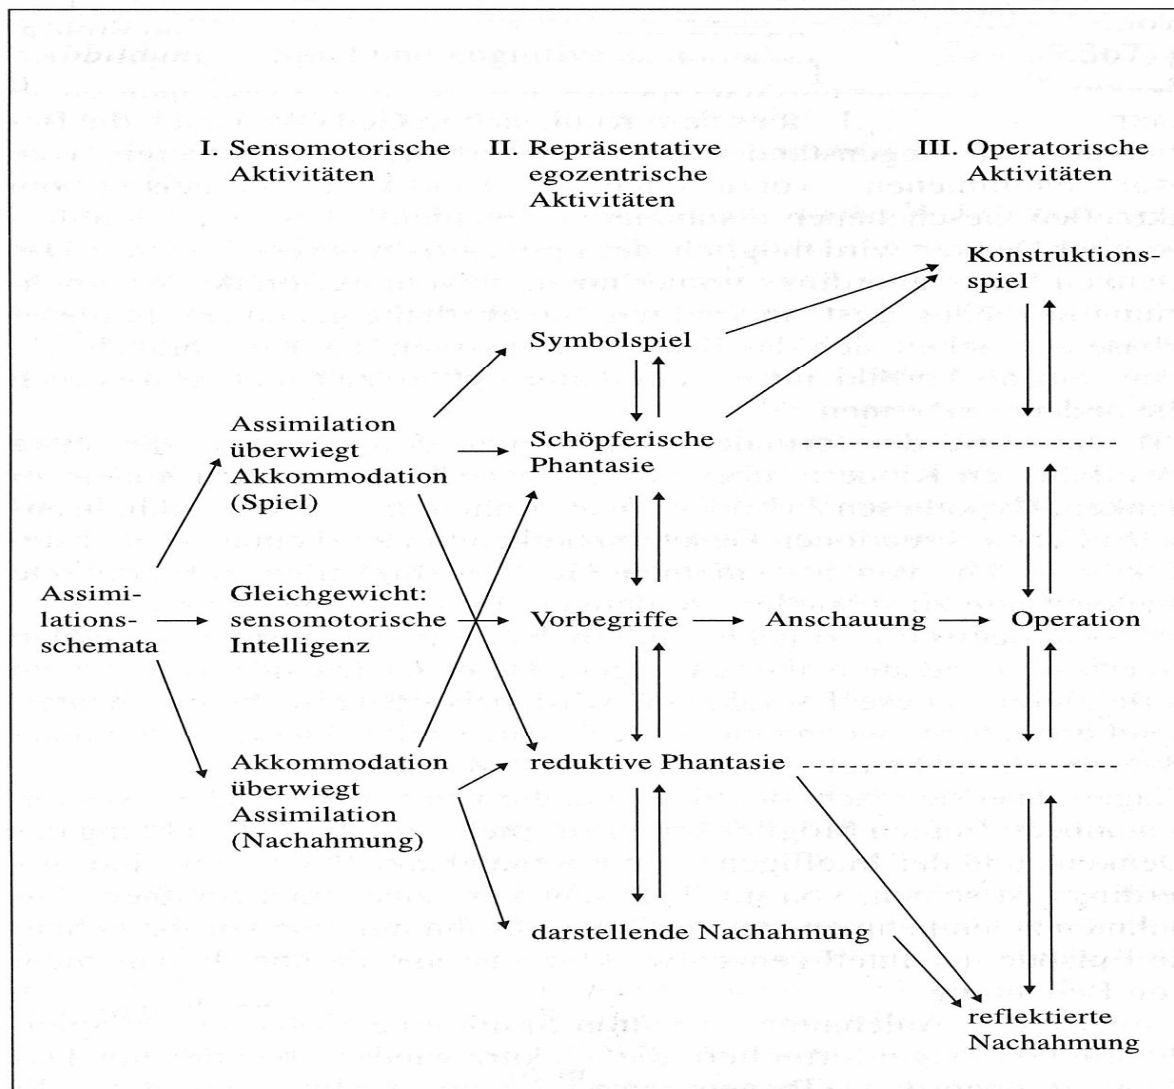 I. Sensomotorische
Aktivitäten
II. Repräsentative
egozentrische
Aktivitäten
III. Operatorische
Aktivitäten
Konstruktions-
spiel
Symbolspiel
Assimilation
überwiegt
Akkommodation
(Spiel)
Schöpferische
Phantasie
Assimi-
lations-
schemata
Gleichgewicht:
sensomotorische
Intelligenz
Vorbegriffe
Anschauung
Operation
Akkommodation
überwiegt
Assimilation
(Nachahmung)
reduktive Phantasie
darstellende Nachahmung
reflektierte
Nachahmung